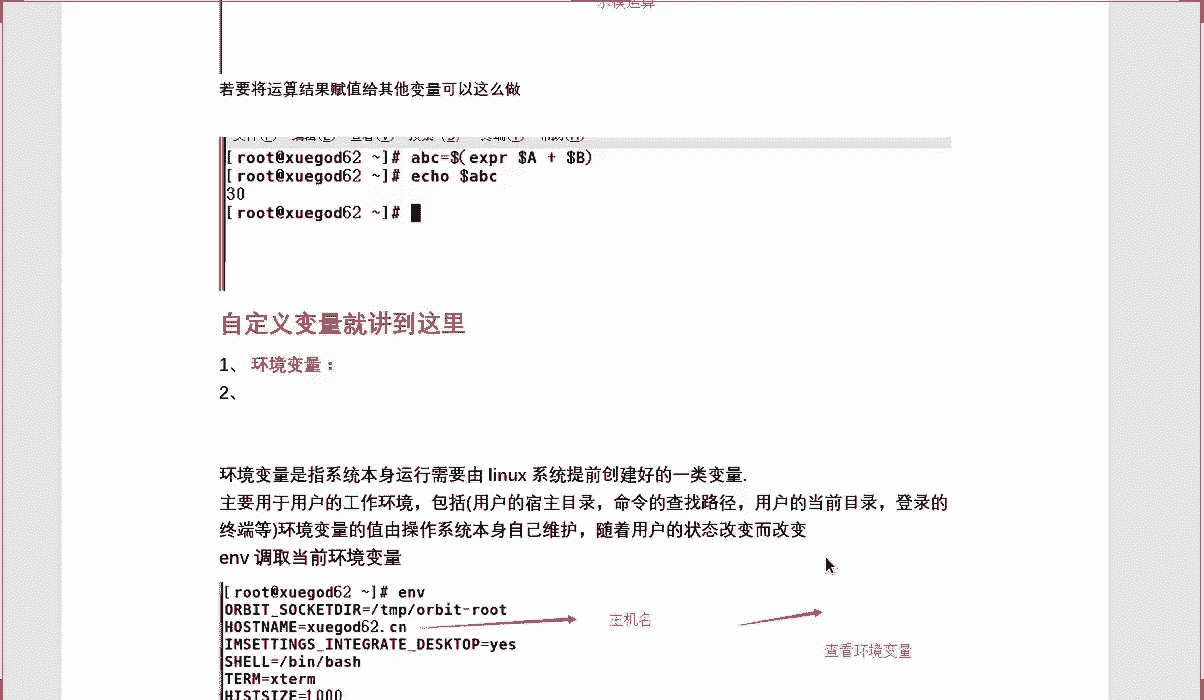 求模运算
若要将运算结果赋值给其他变量可以这么做
[root@xuegod62 ~]# abc=$(expr $A + $B)
[root@xuegod62 ~]# echo $abc
30
[root@xuegod62 ~]#
自定义变量就讲到这里
1、 环境变量：
2、
环境变量是指系统本身运行需要由 linux 系统提前创建好的一类变量.
主要用于用户的工作环境，包括(用户的宿主目录，命令的查找路径，用户的当前目录，登录的
终端等)环境变量的值由操作系统本身自己维护，随着用户的状态改变而改变
env 调取当前环境变量
[root@xuegod62 ~]# env
ORBIT_SOCKETDIR=/tmp/orbit-root
HOSTNAME=xuegod62.cn
主机名
IMSETTINGS_INTEGRATE_DESKTOP=yes
查看环境变量
SHELL=/bin/bash
TERM=xterm
HISTSIZE=1000